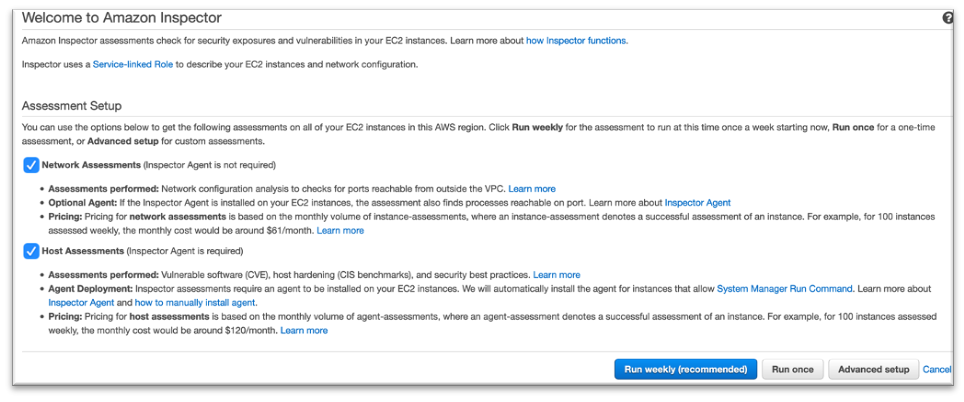 Welcome to Amazon Inspector
?
Amazon Inspector assessments check for security exposures and vulnerabilities in your EC2 instances. Learn more about how Inspector functions.
Inspector uses a Service-linked Role to describe your EC2 instances and network configuration.
Assessment Setup
You can use the options below to get the following assessments on all of your EC2 instances in this AWS region. Click Run weekly for the assessment to run at this time once a week starting now, Run once for a one-time
assessment, or Advanced setup for custom assessments.
Network Assessments (Inspector Agent is not required)
• Assessments performed: Network configuration analysis to checks for ports reachable from outside the VPC. Learn more
• Optional Agent: If the Inspector Agent is installed on your EC2 instances, the assessment also finds processes reachable on port. Learn more about Inspector Agent
• Pricing: Pricing for network assessments is based on the monthly volume of instance-assessments, where an instance-assessment denotes a successful assessment of an instance. For example, for 100 instances
assessed weekly, the monthly cost would be around $61/month. Learn more
Host Assessments (Inspector Agent is required)
• Assessments performed: Vulnerable software (CVE), host hardening (CIS benchmarks), and security best practices. Learn more
• Agent Deployment: Inspector assessments require an agent to be installed on your EC2 instances. We will automatically install the agent for instances that allow System Manager Run Command. Learn more about
Inspector Agent and how to manually install agent.
• Pricing: Pricing for host assessments is based on the monthly volume of agent-assessments, where an agent-assessment denotes a successful assessment of an instance. For example, for 100 instances assessed
weekly, the monthly cost would be around $120/month. Learn more
Run weekly (recommended) Run once Advanced setup Cancel